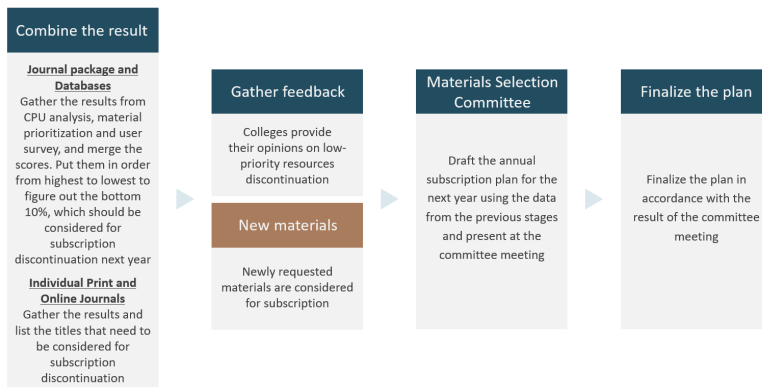 Combine the result
Journal package and
Databases
Gather the results from
CPU analysis, material
prioritization and user
survey, and merge the
scores. Put them in order
from highest to lowest to
figure out the bottom
10%, which should be
considered for
subscription
discontinuation next year
Individual Print and
Online Journals
Gather the results and
list the titles that need to
be considered for
subscription
discontinuation
Gather feedback
Colleges provide
their opinions on low-
priority resources
discontinuation
New materials
Newly requested
materials are considered
for subscription
Materials Selection
Committee
Draft the annual
subscription plan for the
next year using the data
from the previous stages
and present at the
committee meeting
Finalize the plan
Finalize the plan in
accordance with the
result of the committee
meeting